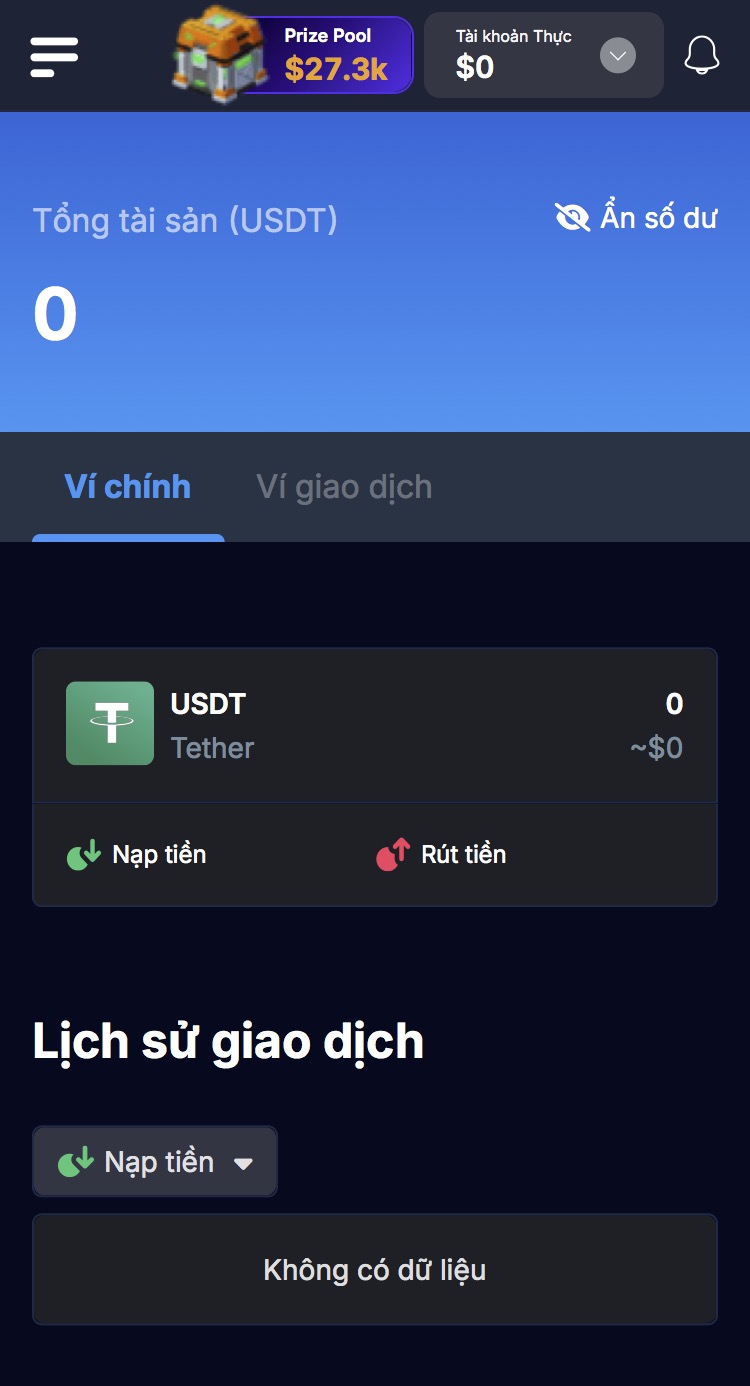 Prize Pool
$27.3k
Tài khoản Thực
$0
Tổng tài sản (USDT)
Ẩn số dư
0
Ví chính
Ví giao dịch
USDT
0
Tether
~$0
Nạp tiền
Rút tiền
Lịch sử giao dịch
Nạp tiền
Không có dữ liệu